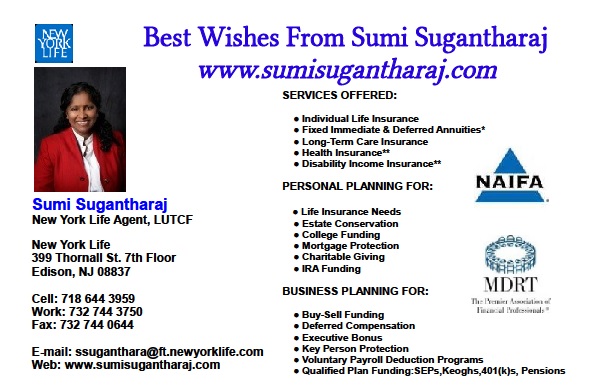 NEW
YORK
LIFE
Best Wishes From Sumi Sugantharaj
www.sumisugantharaj.com
Sumi Sugantharaj
New York Life Agent, LUTCF
New York Life
399 Thornall St. 7th Floor
Edison, NJ 08837
Cell: 718 644 3959
Work: 732 744 3750
Fax: 732 744 0644
E-mail: ssuganthara@ft.newyorklife.com
Web: www.sumisugantharaj.com
SERVICES OFFERED:
● Individual Life Insurance
● Fixed Immediate & Deferred Annuities*
● Long-Term Care Insurance
● Health Insurance**
● Disability Income Insurance**
PERSONAL PLANNING FOR:
● Life Insurance Needs
● Estate Conservation
● College Funding
● Mortgage Protection
● Charitable Giving
● IRA Funding
BUSINESS PLANNING FOR:
● Buy-Sell Funding
● Deferred Compensation
● Executive Bonus
● Key Person Protection
● Voluntary Payroll Deduction Programs
● Qualified Plan Funding:SEPs,Keoghs,401(k)s, Pensions
NAIFA
MDRT
The Premier Association of
Financial Professionals®